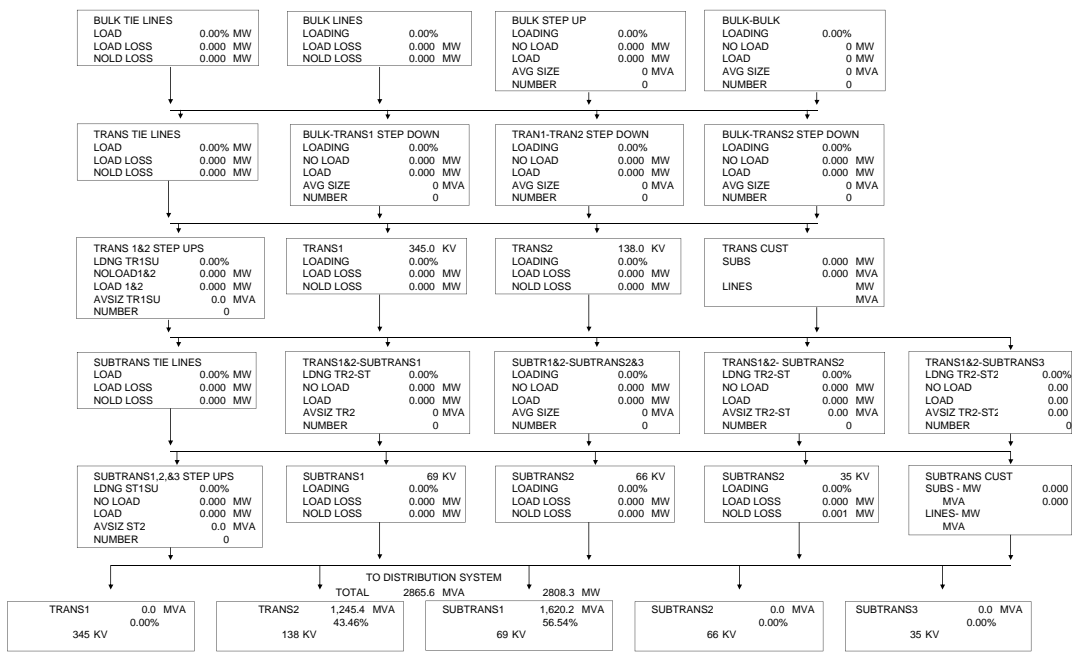 BULK TIE LINES
LOAD 0.00% MW
LOAD LOSS 0.000 MW
NOLD LOSS 0.000 MW
BULK LINES
LOADING 0.00%
LOAD LOSS 0.000 MW
NOLD LOSS 0.000 MW
BULK STEP UP
LOADING 0.00%
NO LOAD 0.000 MW
LOAD 0.000 MW
AVG SIZE 0 MVA
NUMBER 0
BULK-BULK
LOADING 0.00%
NO LOAD 0 MW
LOAD 0 MW
AVG SIZE 0 MVA
NUMBER 0
TRANS TIE LINES
LOAD 0.00% MW
LOAD LOSS 0.000 MW
NOLD LOSS 0.000 MW
BULK-TRANS1 STEP DOWN
LOADING 0.00%
NO LOAD 0.000 MW
LOAD 0.000 MW
AVG SIZE 0 MVA
NUMBER 0
TRAN1-TRAN2 STEP DOWN
LOADING 0.00%
NO LOAD 0.000 MW
LOAD 0.000 MW
AVG SIZE 0 MVA
NUMBER 0
BULK-TRANS2 STEP DOWN
LOADING 0.00%
NO LOAD 0.000 MW
LOAD 0.000 MW
AVG SIZE 0 MVA
NUMBER 0
TRANS 1&2 STEP UPS
LDNG TR1SU 0.00%
NOLOAD1&2 0.000 MW
LOAD 1&2 0.000 MW
AVSIZ TR1SU 0.0 MVA
NUMBER 0
TRANS1 345.0 KV
LOADING 0.00%
LOAD LOSS 0.000 MW
NOLD LOSS 0.000 MW
TRANS2 138.0 KV
LOADING 0.00%
LOAD LOSS 0.000 MW
NOLD LOSS 0.000 MW
TRANS CUST
SUBS 0.000 MW
0.000 MVA
LINES MW
MVA
SUBTRANS TIE LINES
LOAD 0.00% MW
LOAD LOSS 0.000 MW
NOLD LOSS 0.000 MW
TRANS1&2-SUBTRANS1
LDNG TR2-ST 0.00%
NO LOAD 0.000 MW
LOAD 0.000 MW
AVSIZ TR2 0 MVA
NUMBER 0
SUBTR1&2-SUBTRANS2&3
LOADING 0.00%
NO LOAD 0.000 MW
LOAD 0.000 MW
AVG SIZE 0 MVA
NUMBER 0
TRANS1&2- SUBTRANS2
LDNG TR2-ST 0.00%
NO LOAD 0.000 MW
LOAD 0.000 MW
AVSIZ TR2-ST 0.00 MVA
NUMBER 0
TRANS1&2-SUBTRANS3
LDNG TR2-ST2 0.00%
NO LOAD 0.00
LOAD 0.00
AVSIZ TR2-ST2 0.00
NUMBER 0
SUBTRANS1,2,&3 STEP UPS
LDNG ST1SU 0.00%
NO LOAD 0.000 MW
LOAD 0.000 MW
AVSIZ ST2 0.0 MVA
NUMBER 0
SUBTRANS1 69 KV
LOADING 0.00%
LOAD LOSS 0.000 MW
NOLD LOSS 0.000 MW
SUBTRANS2 66 KV
LOADING 0.00%
LOAD LOSS 0.000 MW
NOLD LOSS 0.000 MW
SUBTRANS2 35 KV
LOADING 0.00%
LOAD LOSS 0.000 MW
NOLD LOSS 0.001 MW
SUBTRANS CUST
SUBS - MW 0.000
MVA 0.000
LINES- MW
MVA
TO DISTRIBUTION SYSTEM
TOTAL 2865.6 MVA 2808.3 MW
TRANS1 0.0 MVA
0.00%
345 KV
TRANS2 1,245.4 MVA
43.46%
138 KV
SUBTRANS1 1,620.2 MVA
56.54%
69 KV
SUBTRANS2 0.0 MVA
0.00%
66 KV
SUBTRANS3 0.0 MVA
0.00%
35 KV